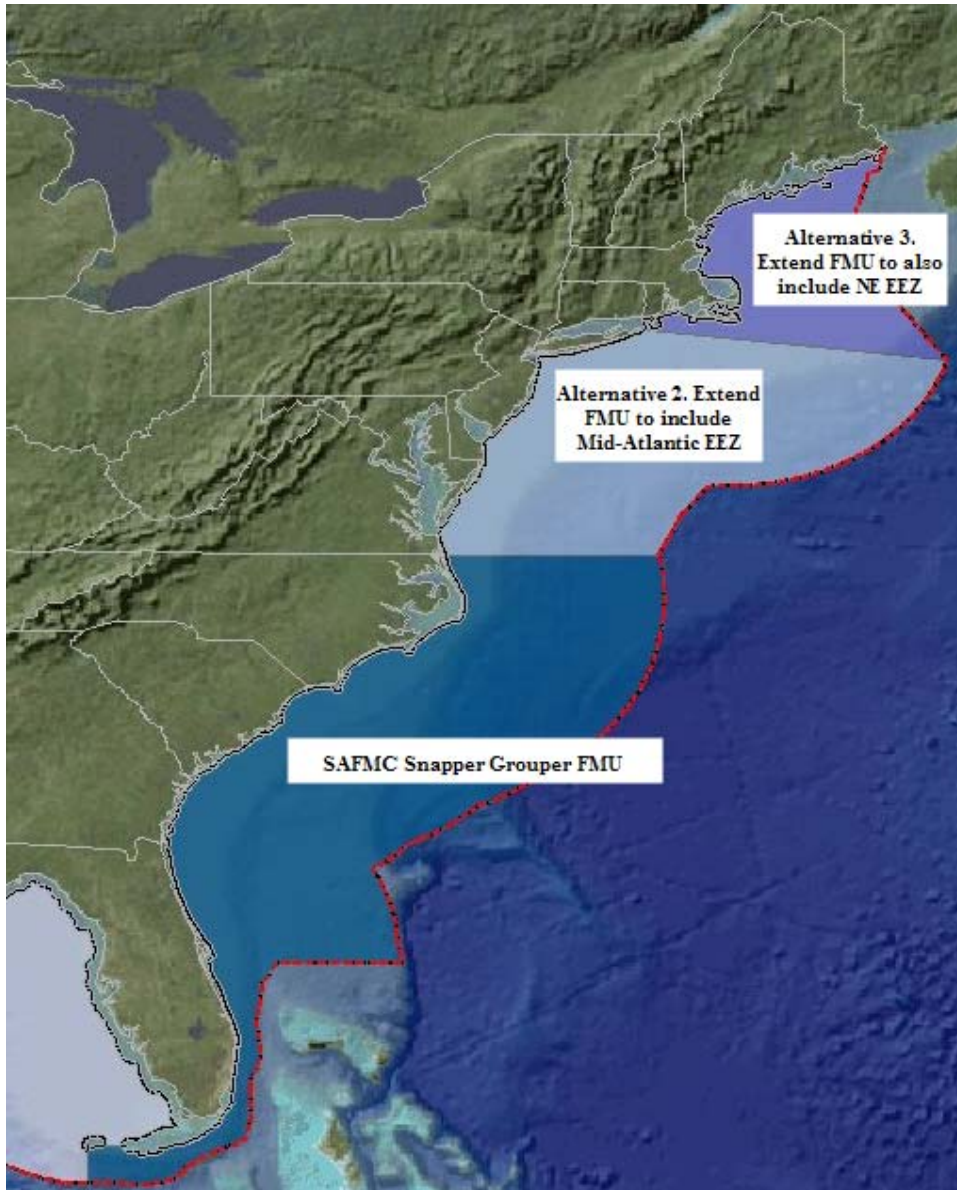 Alternative 3.
Extend FMU to also
include NE EEZ
Alternative 2. Extend
FMU to include
Mid-Atlantic EEZ
SAFMC Snapper Grouper FMU